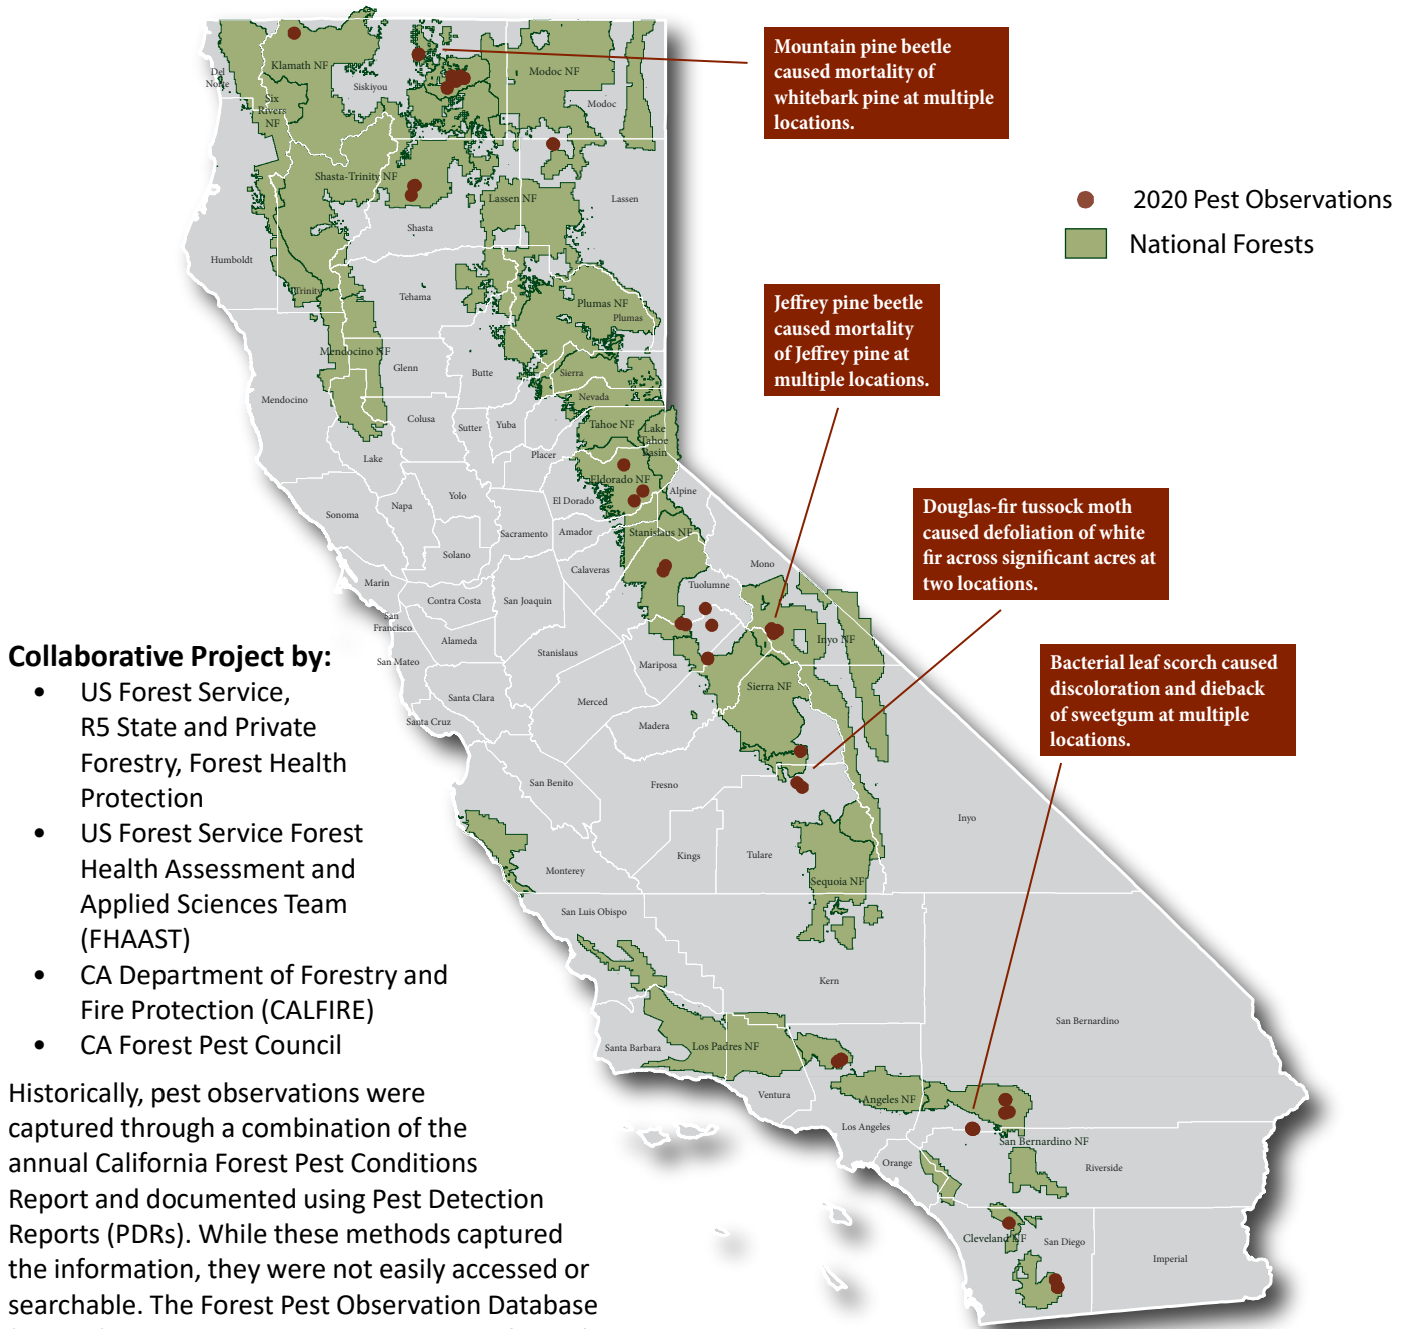 Mountain pine beetle
caused mortality of
whitebark pine at multiple
locations.
2020 Pest Observations
National Forests
Jeffrey pine beetle
caused mortality
of Jeffrey pine at
multiple locations.
Douglas-fir tussock moth
caused defoliation of white
fir across significant acres at
two locations.
Bacterial leaf scorch caused
discoloration and dieback
of sweetgum at multiple
locations.
Del
Norte
Klamath NF
Siskiyou
Modoc NF
Modoc
Six
Rivers
NF
Shasta-Trinity NF
Lassen NF
Lassen
Shasta
Humboldt
Trinity
Tehama
Plumas NF
Plumas
Mendocino NF
Glenn
Butte
Sierra
Mendocino
Nevada
Colusa
Sutter
Yuba
Tahoe NF
Lake
Tahoe
Basin
Lake
Placer
Eldorado NF
Alpine
Sonoma
Napa
Yolo
El Dorado
Sacramento
Amador
Stanislaus NF
Solano
Calaveras
Mono
Marin
Tuolumne
Contra Costa
San Joaquin
San
Francisco
Alameda
Inyo NF
San Mateo
Stanislaus
Mariposa
Santa Clara
Merced
Sierra NF
Santa Cruz
Madera
San Benito
Fresno
Inyo
Monterey
Kings
Tulare
Sequoia NF
San Luis Obispo
Kern
San Bernardino
Santa Barbara
Los Padres NF
Ventura
Angeles NF
Los Angeles
San Bernardino NF
Orange
Riverside
Cleveland NF
San Diego
Imperial
Collaborative Project by:
• US Forest Service,
R5 State and Private
Forestry, Forest Health
Protection
• US Forest Service Forest
Health Assessment and
Applied Sciences Team
(FHAAST)
• CA Department of Forestry and
Fire Protection (CALFIRE)
• CA Forest Pest Council
Historically, pest observations were
captured through a combination of the
annual California Forest Pest Conditions
Report and documented using Pest Detection
Reports (PDRs). While these methods captured
the information, they were not easily accessed or
searchable. The Forest Pest Observation Database